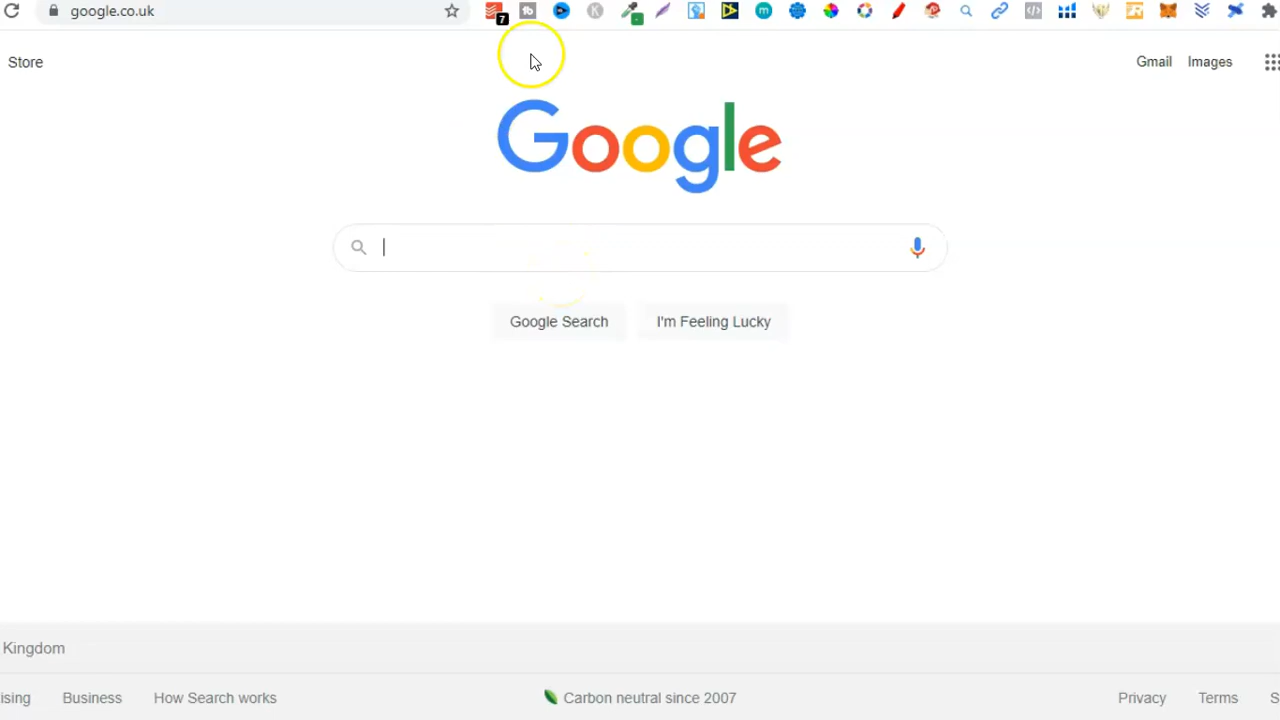 google.co.uk
7
Store
Gmail Images
Google
Google Search I'm Feeling Lucky
Kingdom
ising Business How Search works Carbon neutral since 2007 Privacy Terms S